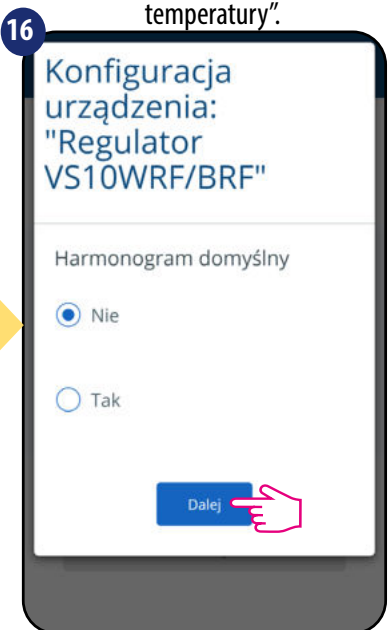 temperatury”.
16
Konfiguracja
urządzenia:
"Regulator
VS10WRF/BRF"
Harmonogram domyślny
Nie
Tak
Dalej